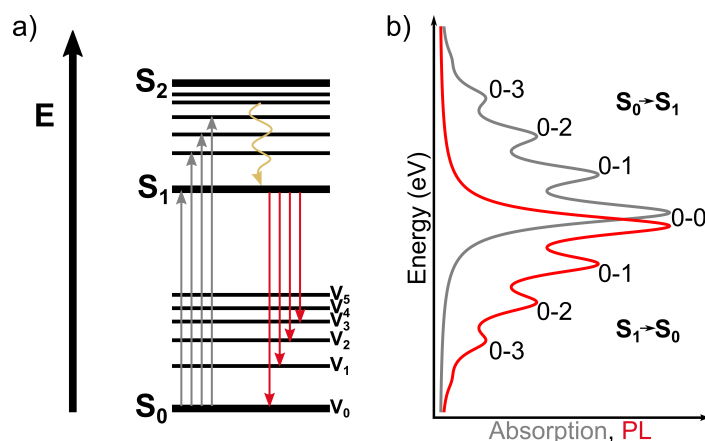 a)
E
S2
S1
V5
V4
V3
V2
V1
S0
V0
b)
Energy (eV)
0-3
S0→S1
0-2
0-1
0-0
0-1
0-2
S1→S0
0-3
Absorption, PL